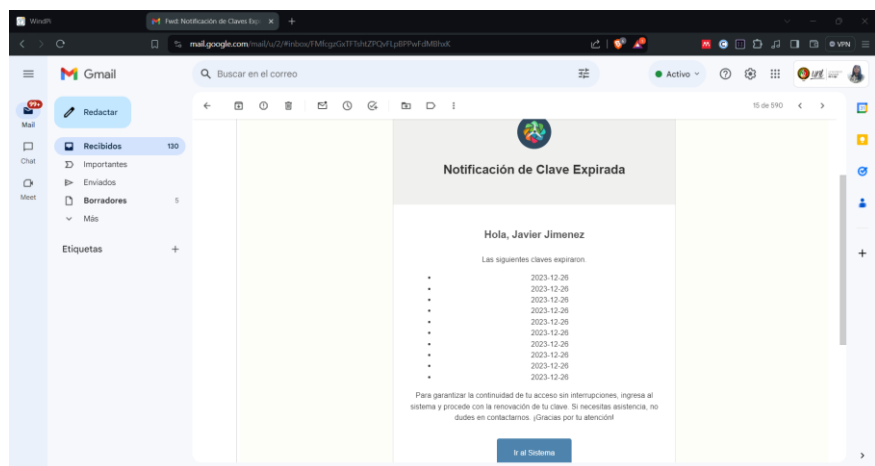 WindPI
Fwd: Notificación de Claves Exp
mail.google.com/mail/u/2/#inbox/FMfcgzGxTFTshtZPQvFLpBPPwFdMBhxK
VPN
Gmail
Buscar en el correo
Activo
99+
Mail
Chat
Meet
Redactar
Recibidos 130
Importantes
Enviados
Borradores 5
Más
Etiquetas
15 de 590
Notificación de Clave Expirada
Hola, Javier Jimenez
Las siguientes claves expiraron
• 2023-12-26
• 2023-12-26
• 2023-12-26
• 2023-12-26
• 2023-12-26
• 2023-12-26
• 2023-12-26
• 2023-12-26
• 2023-12-26
• 2023-12-26
Para garantizar la continuidad de tu acceso sin interrupciones, ingresa al
sistema y procede con la renovación de tu clave. Si necesitas asistencia, no
dudes en contactarnos. ¡Gracias por tu atención!
Ir al Sistema